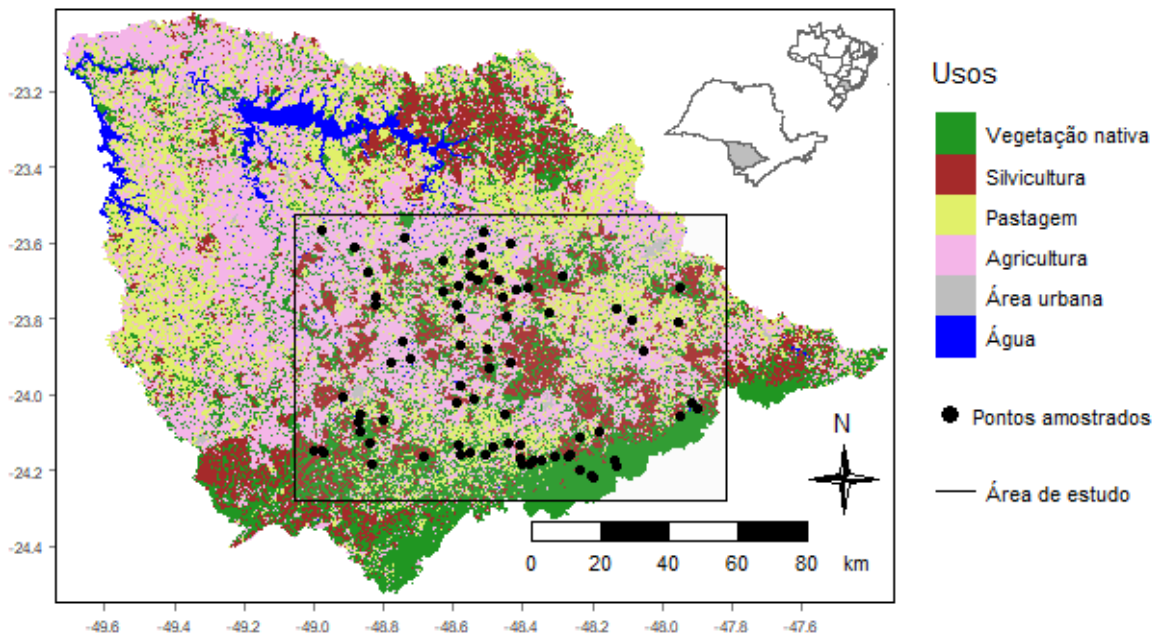 Usos
Vegetação nativa
Silvicultura
Pastagem
Agricultura
Área urbana
Água
Pontos amostrados
Área de estudo
N
0 20 40 60 80 km
-23.2
-23.4
-23.6
-23.8
-24.0
-24.2
-24.4
-49.6 -49.4 -49.2 -49.0 -48.8 -48.6 -48.4 -48.2 -48.0 -47.8 -47.6